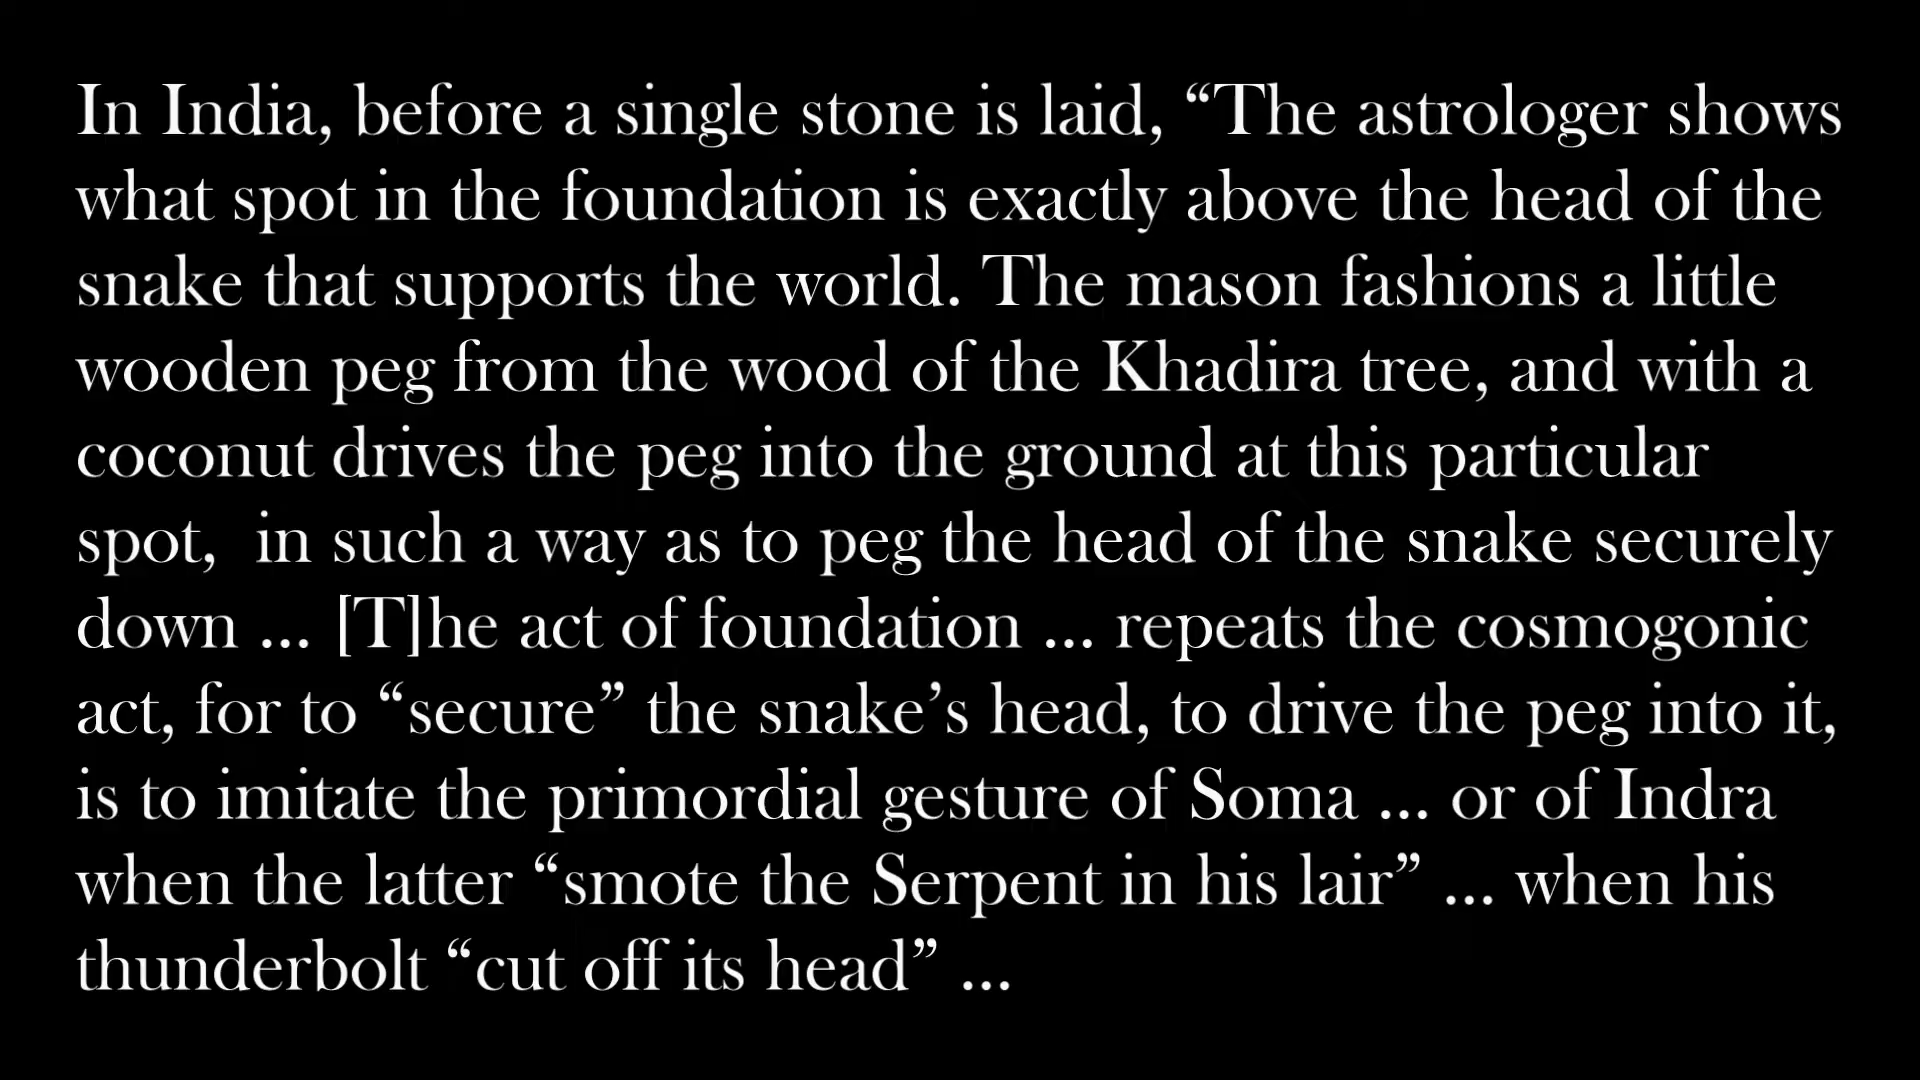 In India, before a single stone is laid, “The astrologer shows
what spot in the foundation is exactly above the head of the
snake that supports the world. The mason fashions a little
wooden peg from the wood of the Khadira tree, and with a
coconut drives the peg into the ground at this particular
spot,  in such a way as to peg the head of the snake securely
down ... [T]he act of foundation ... repeats the cosmogonic
act, for to “secure” the snake’s head, to drive the peg into it,
is to imitate the primordial gesture of Soma ... or of Indra
when the latter “smote the Serpent in his lair” ... when his
thunderbolt “cut off its head” ...